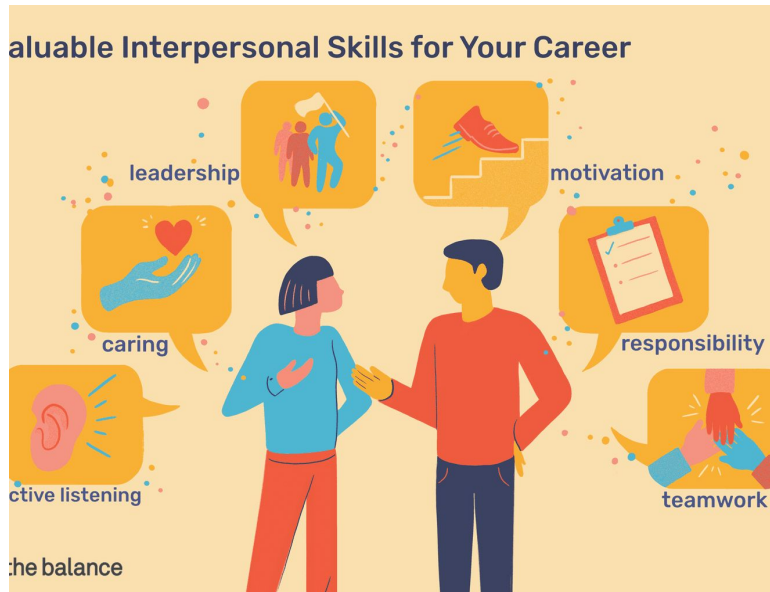 aluable Interpersonal Skills for Your Career
leadership
motivation
caring
responsibility
ctive listening
teamwork
the balance